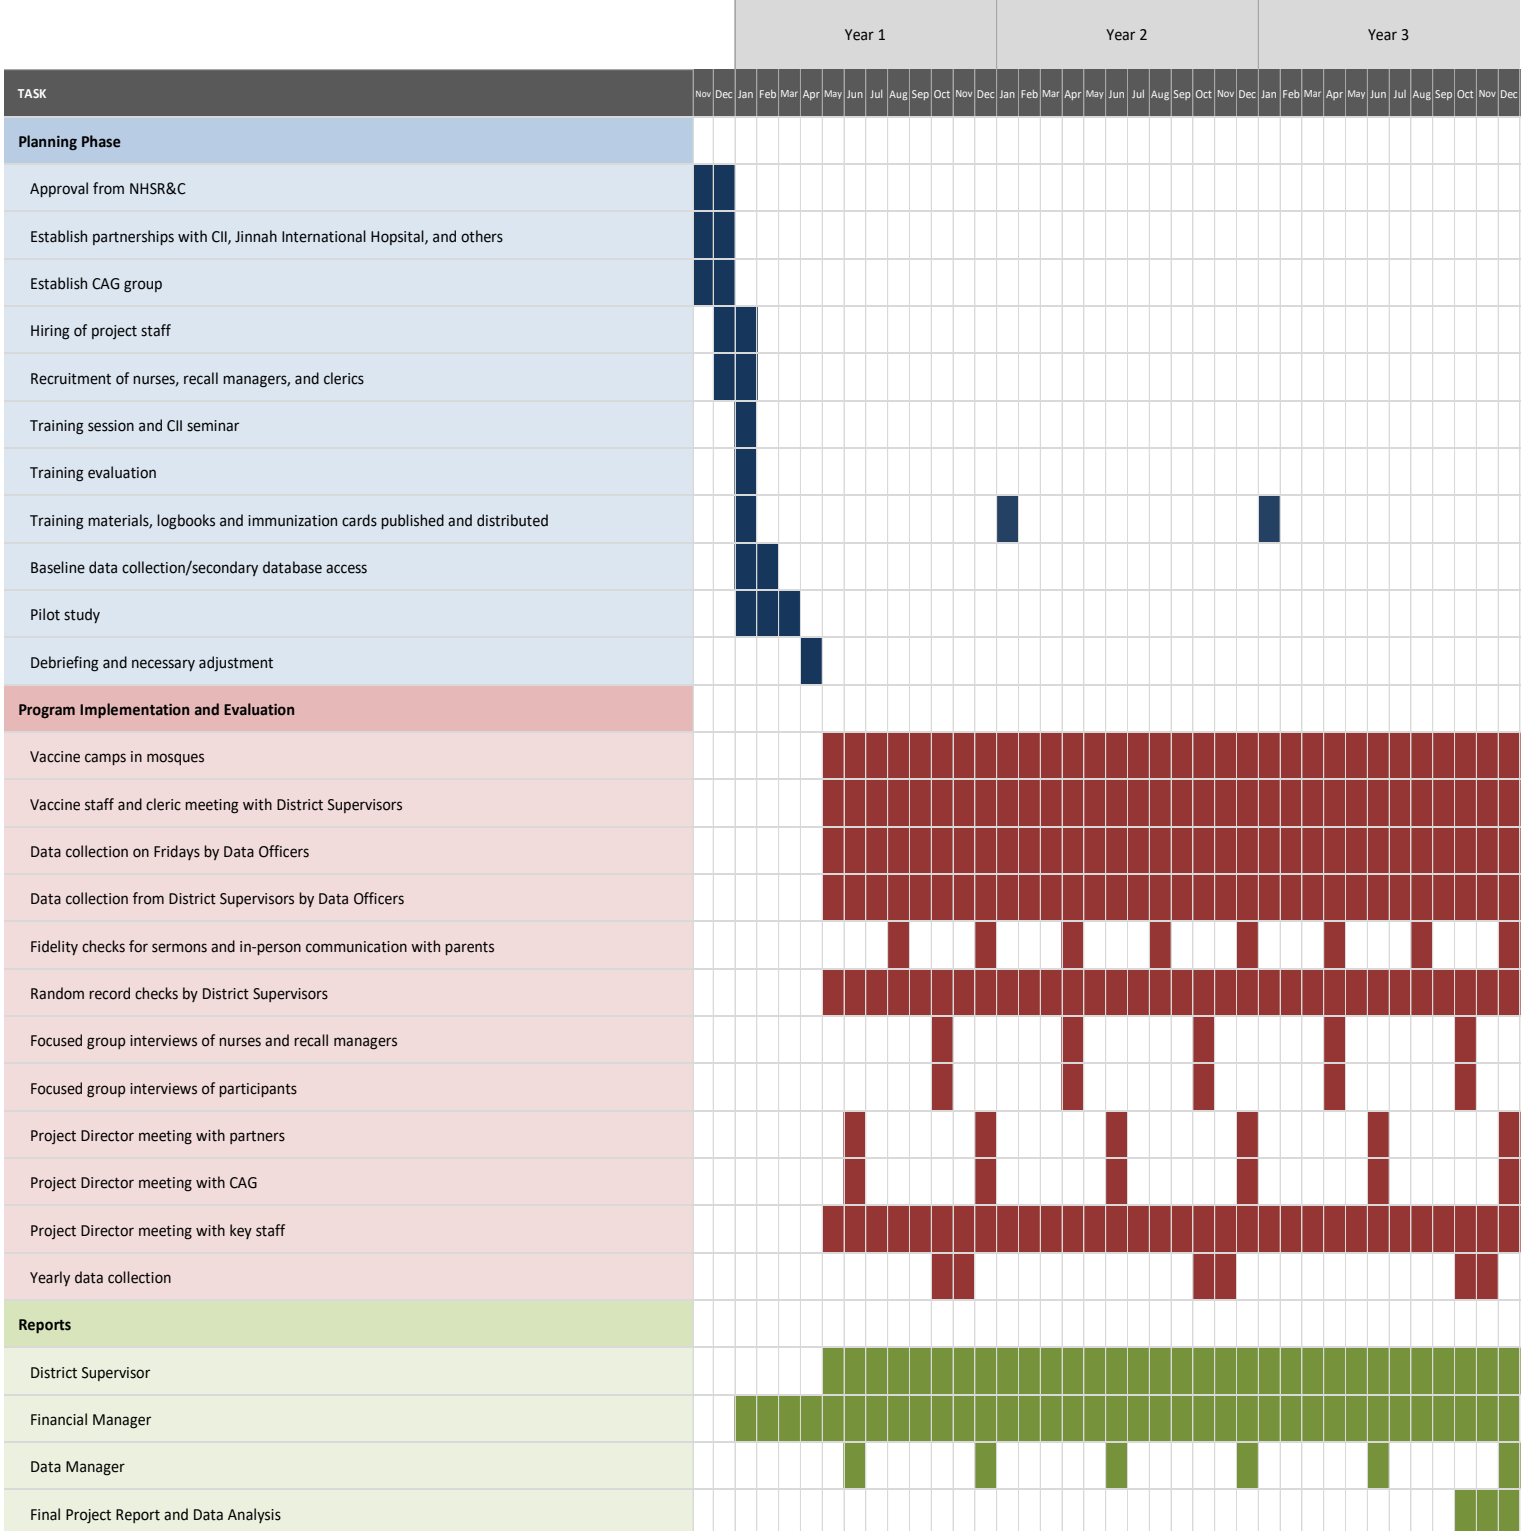 Year 1 Year 2 Year 3
TASK Nov Dec Jan Feb Mar Apr May Jun Jul Aug Sep Oct Nov Dec Jan Feb Mar Apr May Jun Jul Aug Sep Oct Nov Dec Jan Feb Mar Apr May Jun Jul Aug Sep Oct Nov Dec
Planning Phase
Approval from NHSR&C
Establish partnerships with CII, Jinnah International Hopsital, and others
Establish CAG group
Hiring of project staff
Recruitment of nurses, recall managers, and clerics
Training session and CII seminar
Training evaluation
Training materials, logbooks and immunization cards published and distributed
Baseline data collection/secondary database access
Pilot study
Debriefing and necessary adjustment
Program Implementation and Evaluation
Vaccine camps in mosques
Vaccine staff and cleric meeting with District Supervisors
Data collection on Fridays by Data Officers
Data collection from District Supervisors by Data Officers
Fidelity checks for sermons and in-person communication with parents
Random record checks by District Supervisors
Focused group interviews of nurses and recall managers
Focused group interviews of participants
Project Director meeting with partners
Project Director meeting with CAG
Project Director meeting with key staff
Yearly data collection
Reports
District Supervisor
Financial Manager
Data Manager
Final Project Report and Data Analysis